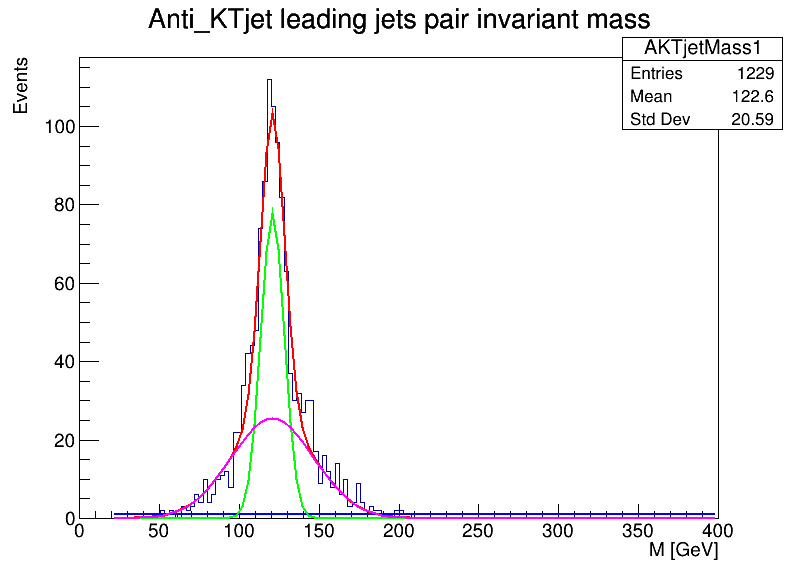 Anti_KTjet leading jets pair invariant mass
AKTjetMass1
Entries 1229
Mean 122.6
Std Dev 20.59
Events
100
80
60
40
20
0
0 50 100 150 200 250 300 350 400
M [GeV]